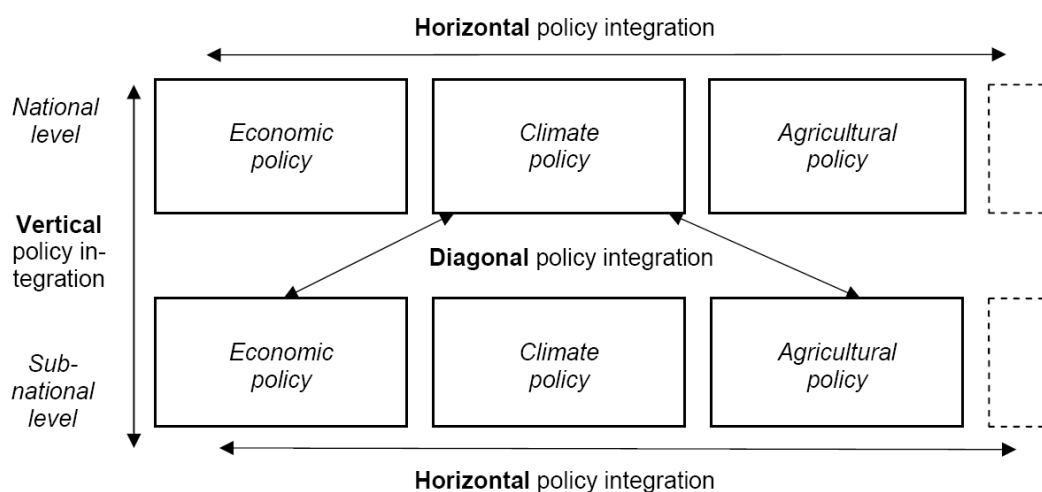 Horizontal policy integration
National
level
Economic
policy
Climate
policy
Agricultural
policy
Vertical
policy in-
tegration
Diagonal policy integration
Sub-
national
level
Economic
policy
Climate
policy
Agricultural
policy
Horizontal policy integration